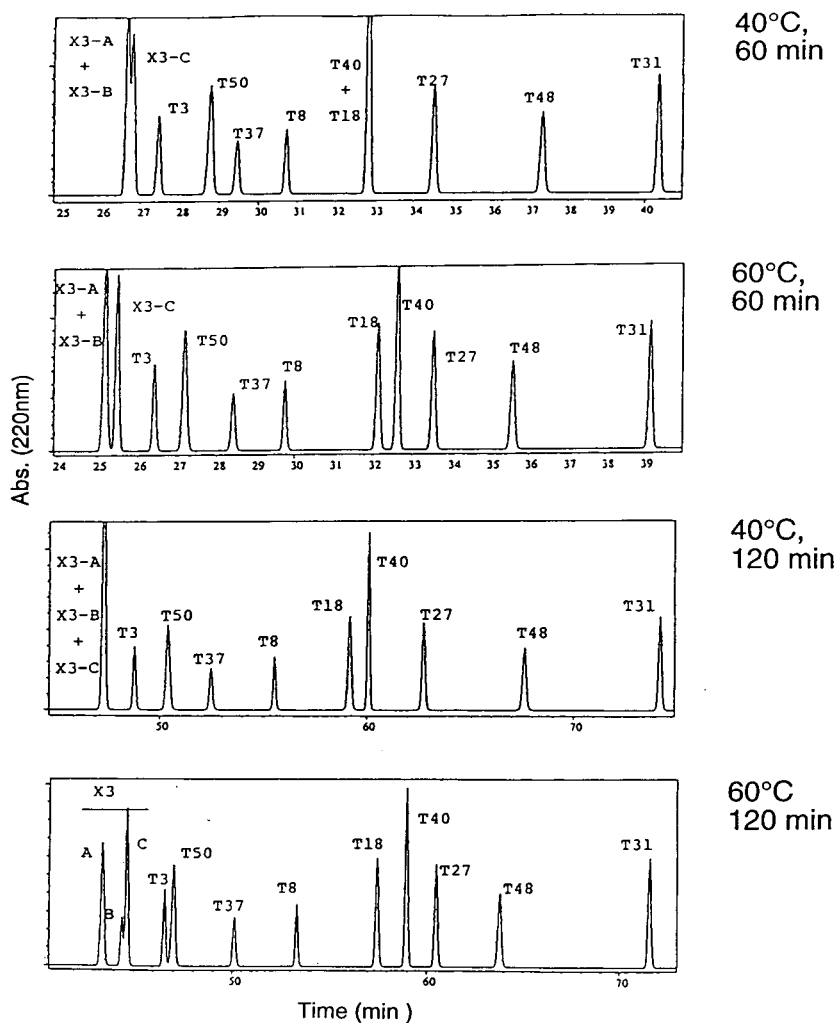 Abs. (220nm)
X3-A
+
X3-B
X3-C
T3
T50
T37
T8
T40
+
T18
T27
T48
T31
40°C,
60 min
25 26 27 28 29 30 31 32 33 34 35 36 37 38 39 40
X3-A
+
X3-B
X3-C
T3
T50
T37
T8
T18
T40
T27
T48
T31
60°C,
60 min
24 25 26 27 28 29 30 31 32 33 34 35 36 37 38 39
X3-A
+
X3-B
+
X3-C
T3
T50
T37
T8
T18
T40
T27
T48
T31
40°C,
120 min
50 60 70
X3
A
B
C
T3
T50
T37
T8
T18
T40
T27
T48
T31
60°C
120 min
50 60 70
Time (min )